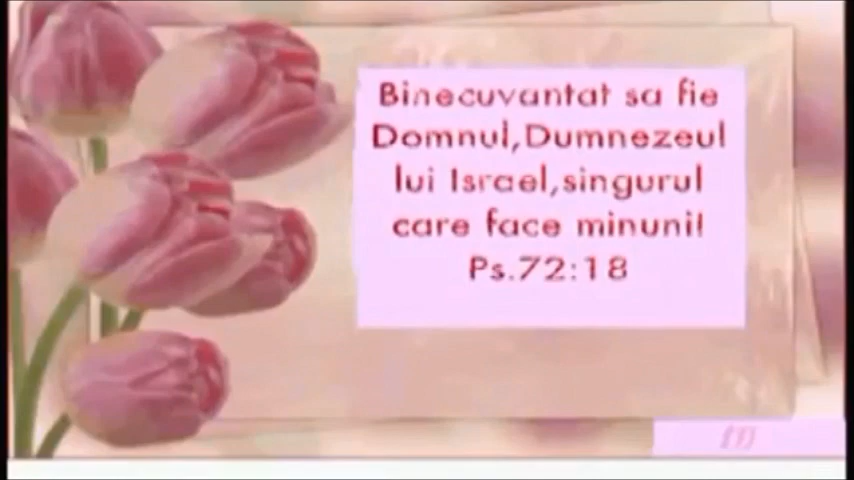 Binecuvantat sa fie
Domnul,Dumnezeul
lui Israel,singurul
care face minuni!
Ps.72:18